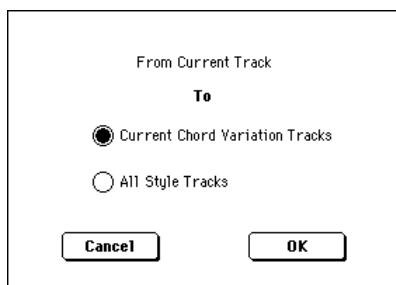 From Current Track
To
Current Chord Variation Tracks
All Style Tracks
Cancel OK